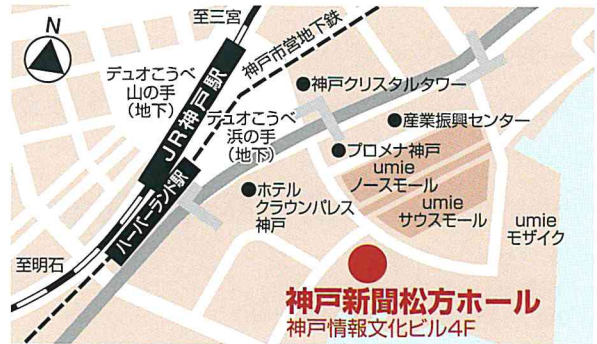 至三宮
N
神戸市営地下鉄
デュオこうべ
山の手
(地下)
JR神戸駅
●神戸クリスタルタワー
デュオこうべ
浜の手
(地下)
●産業振興センター
●プロメナ神戸
umie
ノースモール
umie
サウスモール
umie
モザイク
ハーバーランド駅
●ホテル
クラウンパレス
神戸
至明石
神戸新聞松方ホール
神戸情報文化ビル4F